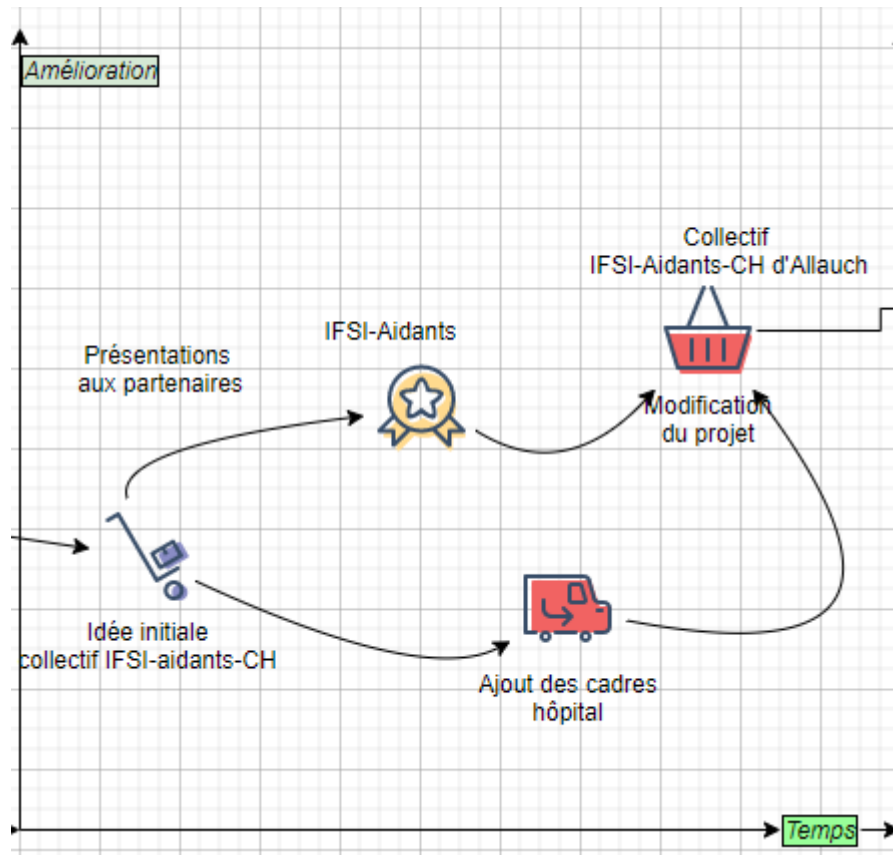 Amélioration
Collectif
IFSI-Aidants-CH d'Allauch
IFSI-Aidants
Présentations
aux partenaires
Modification
du projet
Idée initiale
collectif IFSI-aidants-CH
Ajout des cadres
hôpital
Temps